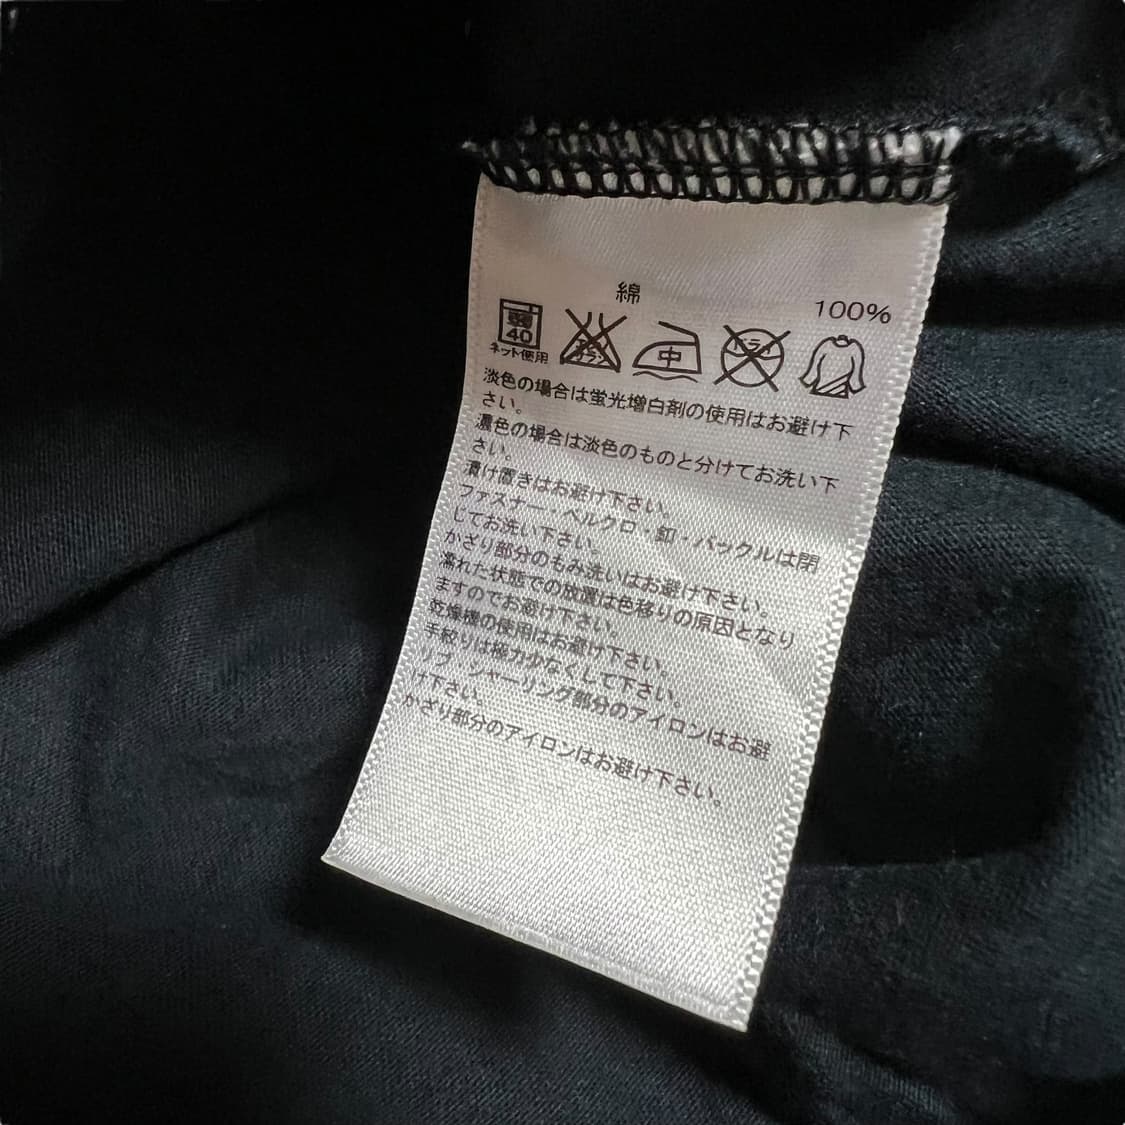 綿 100%
弱
40
ネット使用
エンソ
サラシ
中
ドライ
淡色の場合は蛍光増白剤の使用はお避け下
さい。
濃色の場合は淡色のものと分けてお洗い下
さい。
漬け置きはお避け下さい。
ファスナー・ベルクロ・釦・バックルは閉
じてお洗い下さい。
かざり部分のもみ洗いはお避け下さい。
濡れた状態での放置は色移りの原因となり
ますのでお避け下さい。
乾燥機の使用はお避け下さい。
手絞りは極力少なくして下さい。
リブ・シャーリング部分のアイロンはお避
け下さい。
かざり部分のアイロンはお避け下さい。